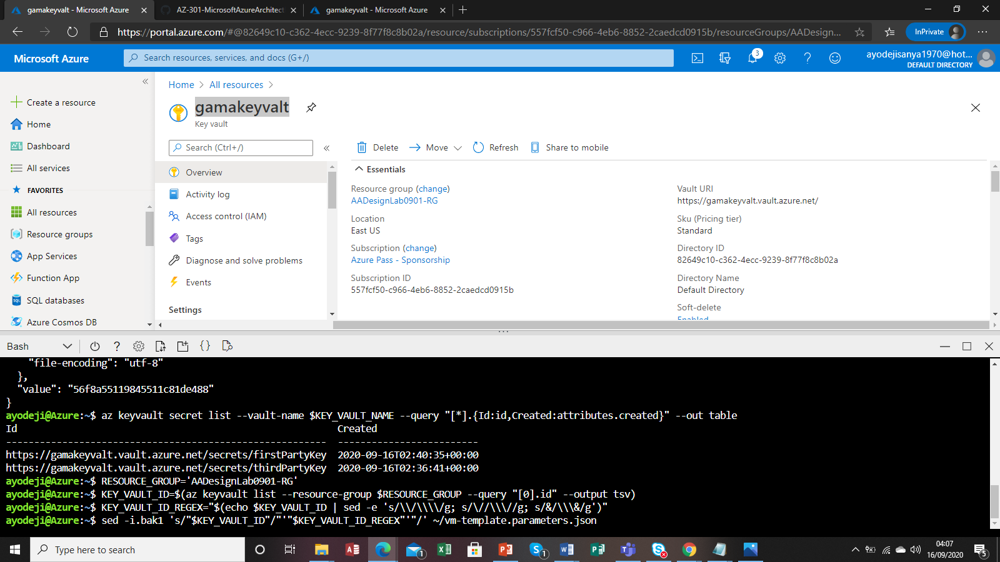 gamakeyvalt - Microsoft Azure
AZ-301-MicrosoftAzureArchitect
gamakeyvalt - Microsoft Azure
https://portal.azure.com/#@82649c10-c362-4ecc-9239-8f77f8c8b02a/resource/subscriptions/557fcf50-c966-4eb6-8852-2caedcd0915b/resourceGroups/AADesign...
InPrivate
Microsoft Azure
Search resources, services, and docs (G+/)
3
ayodejisanya1970@hot...
DEFAULT DIRECTORY
Create a resource
Home
Dashboard
All services
FAVORITES
All resources
Resource groups
App Services
Function App
SQL databases
Azure Cosmos DB
Home > All resources >
gamakeyvalt
Key vault
Search (Ctrl+/)
Overview
Activity log
Access control (IAM)
Tags
Diagnose and solve problems
Events
Settings
Delete
Move
Refresh
Share to mobile
Essentials
Resource group (change)
AADesignLab0901-RG
Location
East US
Subscription (change)
Azure Pass - Sponsorship
Subscription ID
557fcf50-c966-4eb6-8852-2caedcd0915b
Vault URI
https://gamakeyvalt.vault.azure.net/
Sku (Pricing tier)
Standard
Directory ID
82649c10-c362-4ecc-9239-8f77f8c8b02a
Directory Name
Default Directory
Soft-delete
Enabled
Bash
"file-encoding": "utf-8"
},
"value": "56f8a55119845511c81de488"
}
ayodeji@Azure:~$ az keyvault secret list --vault-name $KEY_VAULT_NAME --query "[*].{Id:id,Created:attributes.created}" --out table
Id Created
--------------------------------------------------------- -------------------------
https://gamakeyvalt.vault.azure.net/secrets/firstPartyKey 2020-09-16T02:40:35+00:00
https://gamakeyvalt.vault.azure.net/secrets/thirdPartyKey 2020-09-16T02:36:41+00:00
ayodeji@Azure:~$ RESOURCE_GROUP='AADesignLab0901-RG'
ayodeji@Azure:~$ KEY_VAULT_ID=$(az keyvault list --resource-group $RESOURCE_GROUP --query "[0].id" --output tsv)
ayodeji@Azure:~$ KEY_VAULT_ID_REGEX="$(echo $KEY_VAULT_ID | sed -e 's/\\/\\\\/g; s/\//\\\//g; s/&/\\\&/g')"
ayodeji@Azure:~$ sed -i.bak1 's/"$KEY_VAULT_ID"/"'"$KEY_VAULT_ID_REGEX"'"/' ~/vm-template.parameters.json
Type here to search
1
1
04:07
16/09/2020
5